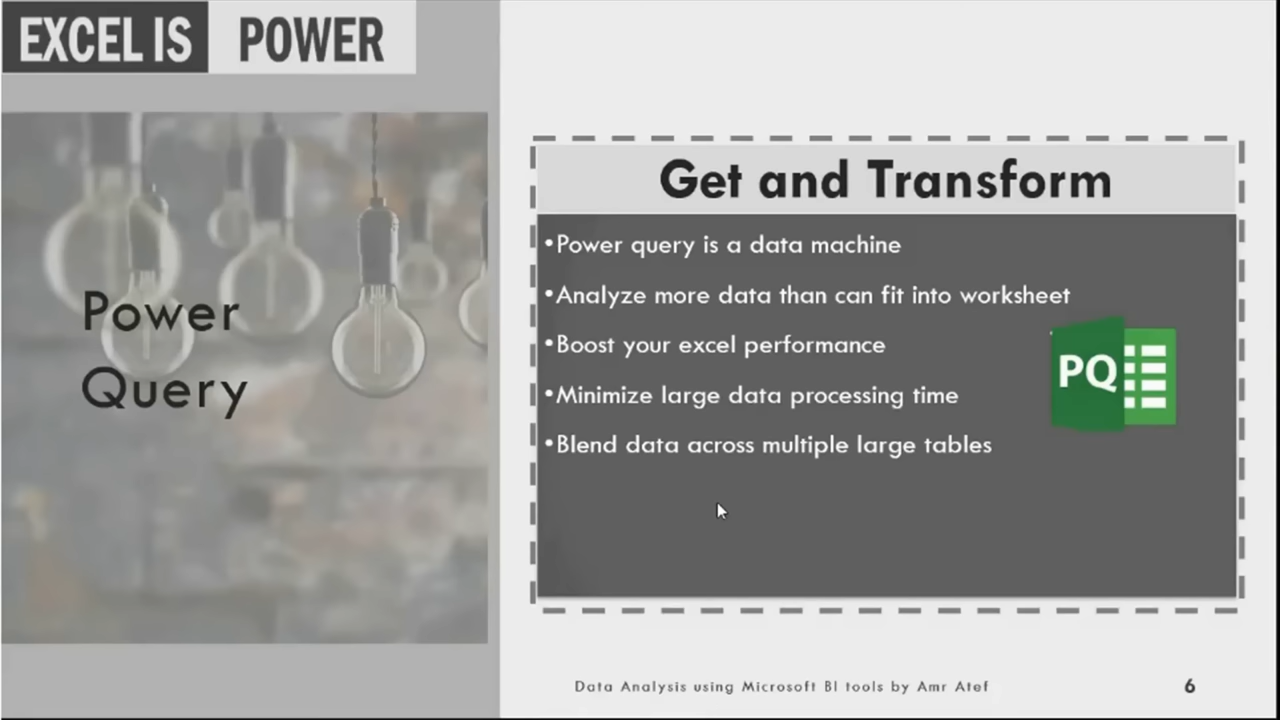 EXCEL IS POWER
Power
Query
Get and Transform
•Power query is a data machine
•Analyze more data than can fit into worksheet
•Boost your excel performance
•Minimize large data processing time
•Blend data across multiple large tables
PQ
Data Analysis using Microsoft BI tools by Amr Atef
6